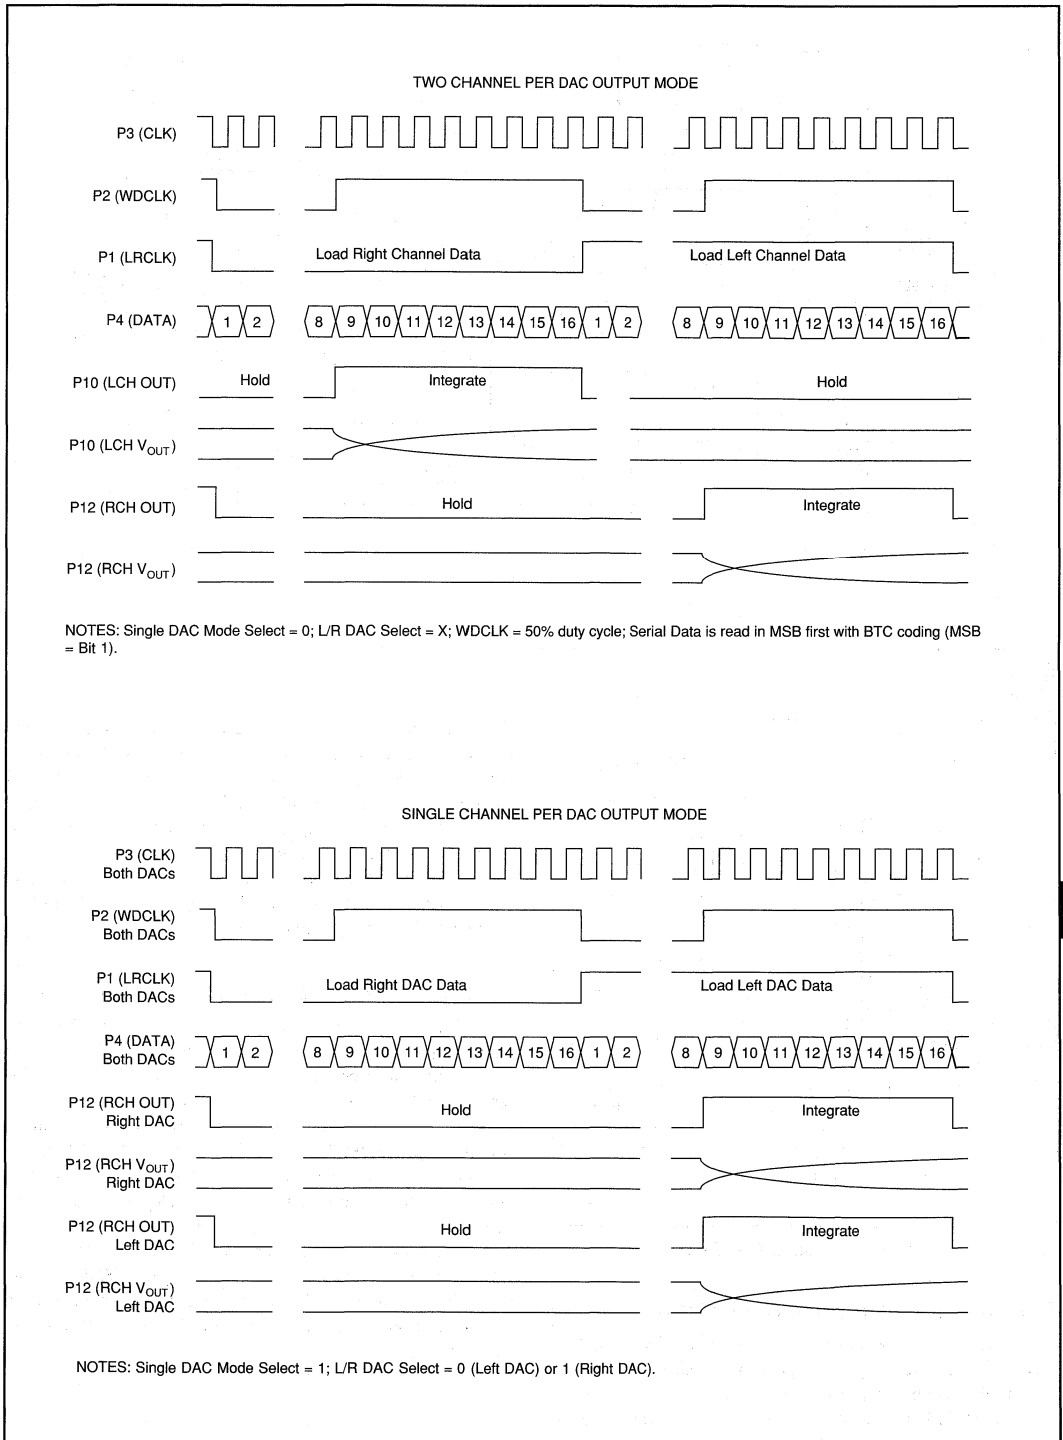 TWO CHANNEL PER DAC OUTPUT MODE
P3 (CLK)
P2 (WDCLK)
P1 (LRCLK) Load Right Channel Data Load Left Channel Data
P4 (DATA) 1 2 8 9 10 11 12 13 14 15 16 1 2 8 9 10 11 12 13 14 15 16
P10 (LCH OUT) Hold Integrate Hold
P10 (LCH VOUT)
P12 (RCH OUT) Hold Integrate
P12 (RCH VOUT)
NOTES: Single DAC Mode Select = 0; L/R DAC Select = X; WDCLK = 50% duty cycle; Serial Data is read in MSB first with BTC coding (MSB
= Bit 1).
SINGLE CHANNEL PER DAC OUTPUT MODE
P3 (CLK)
Both DACs
P2 (WDCLK)
Both DACs
P1 (LRCLK)
Both DACs
Load Right DAC Data Load Left DAC Data
P4 (DATA)
Both DACs
1 2 8 9 10 11 12 13 14 15 16 1 2 8 9 10 11 12 13 14 15 16
P12 (RCH OUT)
Right DAC
Hold Integrate
P12 (RCH VOUT)
Right DAC
P12 (RCH OUT)
Left DAC
Hold Integrate
P12 (RCH VOUT)
Left DAC
NOTES: Single DAC Mode Select = 1; L/R DAC Select = 0 (Left DAC) or 1 (Right DAC).